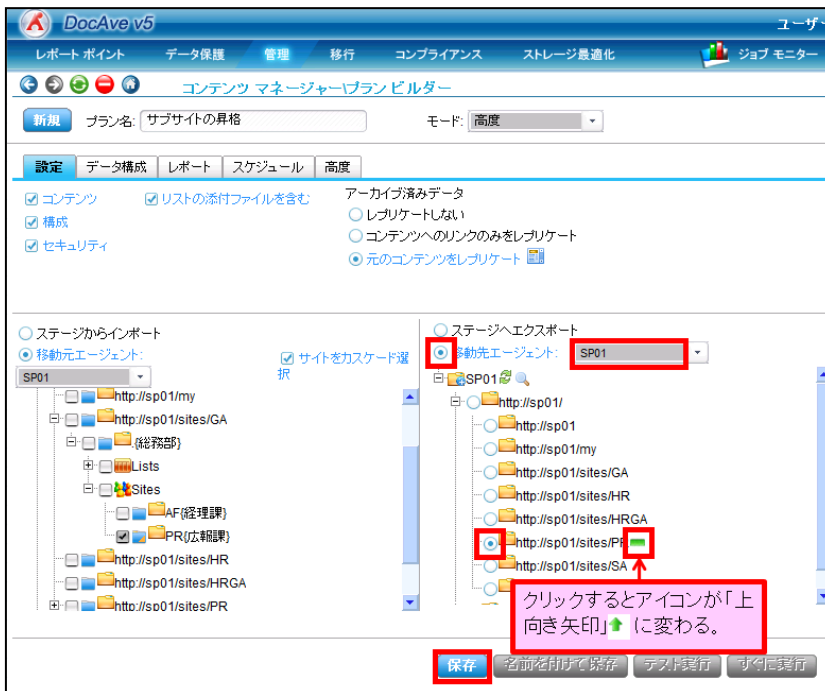 DocAve v5
ユーザ
レポート ポイント データ保護 管理 移行 コンプライアンス ストレージ最適化 ジョブ モニター
コンテンツ マネージャー\プラン ビルダー
新規 プラン名: サブサイトの昇格 モード: 高度
設定 データ構成 レポート スケジュール 高度
コンテンツ リストの添付ファイルを含む アーカイブ済みデータ
構成 レプリケートしない
セキュリティ コンテンツへのリンクのみをレプリケート
元のコンテンツをレプリケート
ステージからインポート
移動元エージェント: サイトをカスケード選
択
SP01
http://sp01/my
http://sp01/sites/GA
.{総務部}
Lists
Sites
AF{経理課}
PR{広報課}
http://sp01/sites/HR
http://sp01/sites/HRGA
http://sp01/sites/PR
ステージへエクスポート
移動先エージェント: SP01
SP01
http://sp01/
http://sp01
http://sp01/my
http://sp01/sites/GA
http://sp01/sites/HR
http://sp01/sites/HRGA
http://sp01/sites/PR
http://sp01/sites/SA
クリックするとアイコンが「上
向き矢印」 に変わる。
保存 名前を付けて保存 テスト実行 すぐに実行